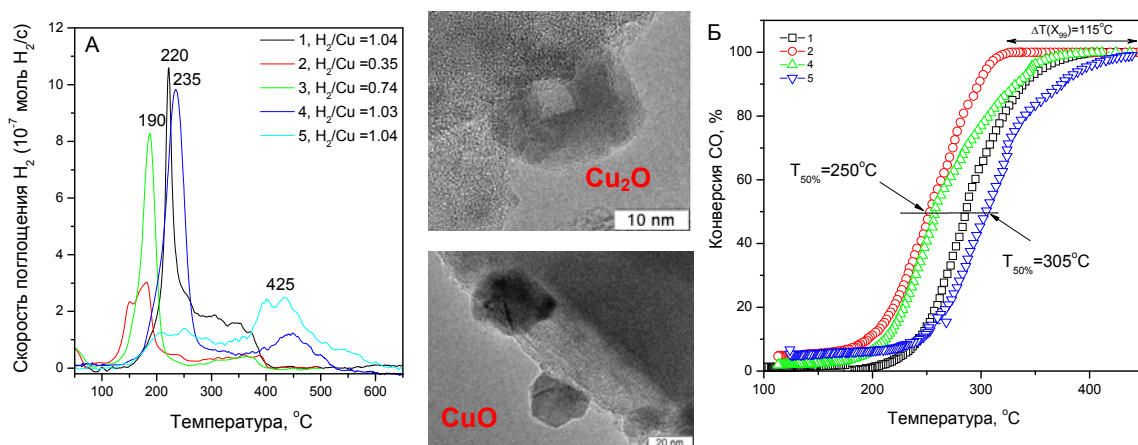 А
Скорость поглощения H₂ (10⁻⁷ моль H₂/с)
14
12
10
8
6
4
2
0
100 200 300 400 500 600
Температура, °C
220
235
190
425
1, H₂/Cu =1.04
2, H₂/Cu =0.35
3, H₂/Cu =0.74
4, H₂/Cu =1.03
5, H₂/Cu =1.04
Cu₂O
10 nm
CuO
20 nm
Б
Конверсия CO, %
100
80
60
40
20
0
100 200 300 400
Температура, °C
1
2
4
5
ΔT(X₉₉)=115°C
T₅₀%=250°C
T₅₀%=305°C